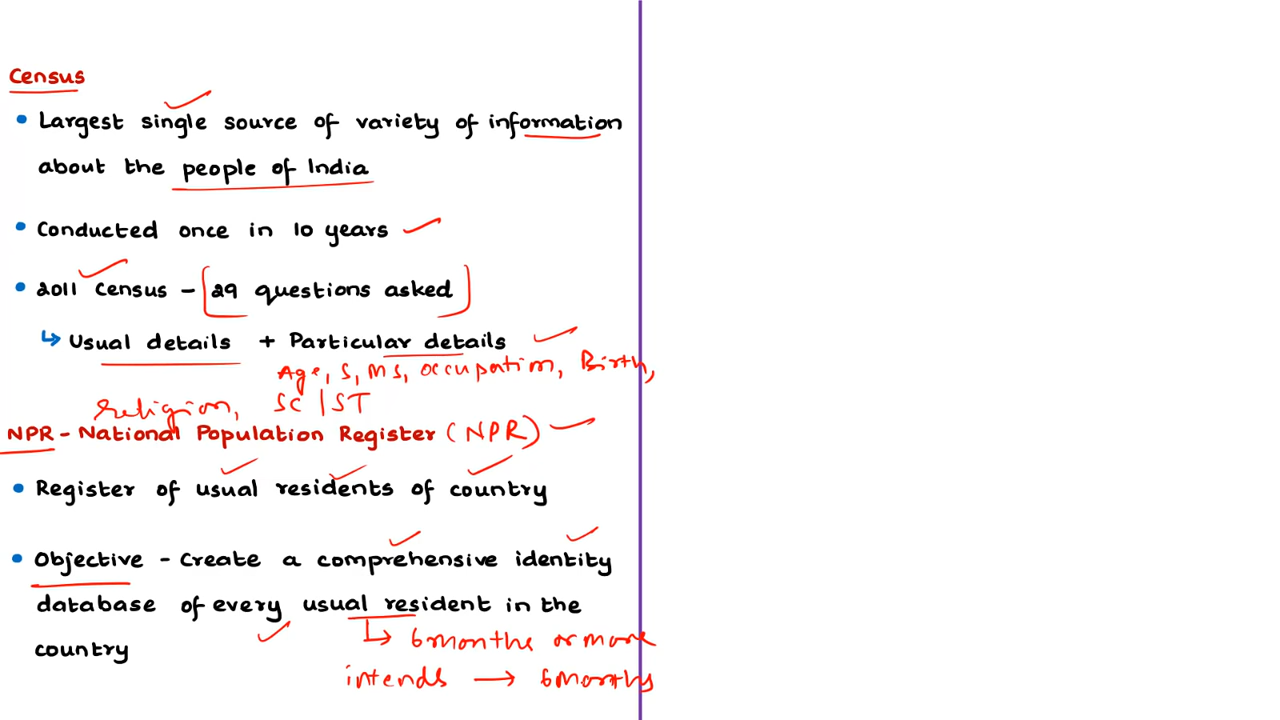 Census
• Largest single source of variety of information
about the people of India
• Conducted once in 10 years
• 2011 Census - [29 questions asked]
↳ Usual details + Particular details
Age, S, MS, occupation, Birth,
religion, SC | ST
NPR - National Population Register (NPR)
• Register of usual residents of country
• Objective - Create a comprehensive identity
database of every usual resident in the
country
↳ 6 months or more
intends → 6 months